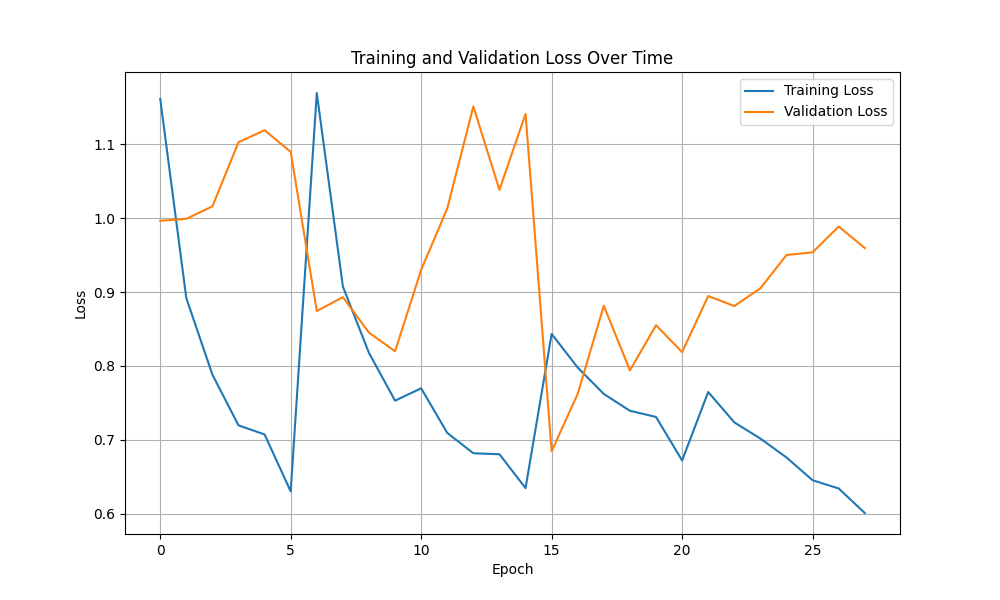 Training and Validation Loss Over Time
Training Loss
Validation Loss
Loss
1.1
1.0
0.9
0.8
0.7
0.6
0 5 10 15 20 25
Epoch